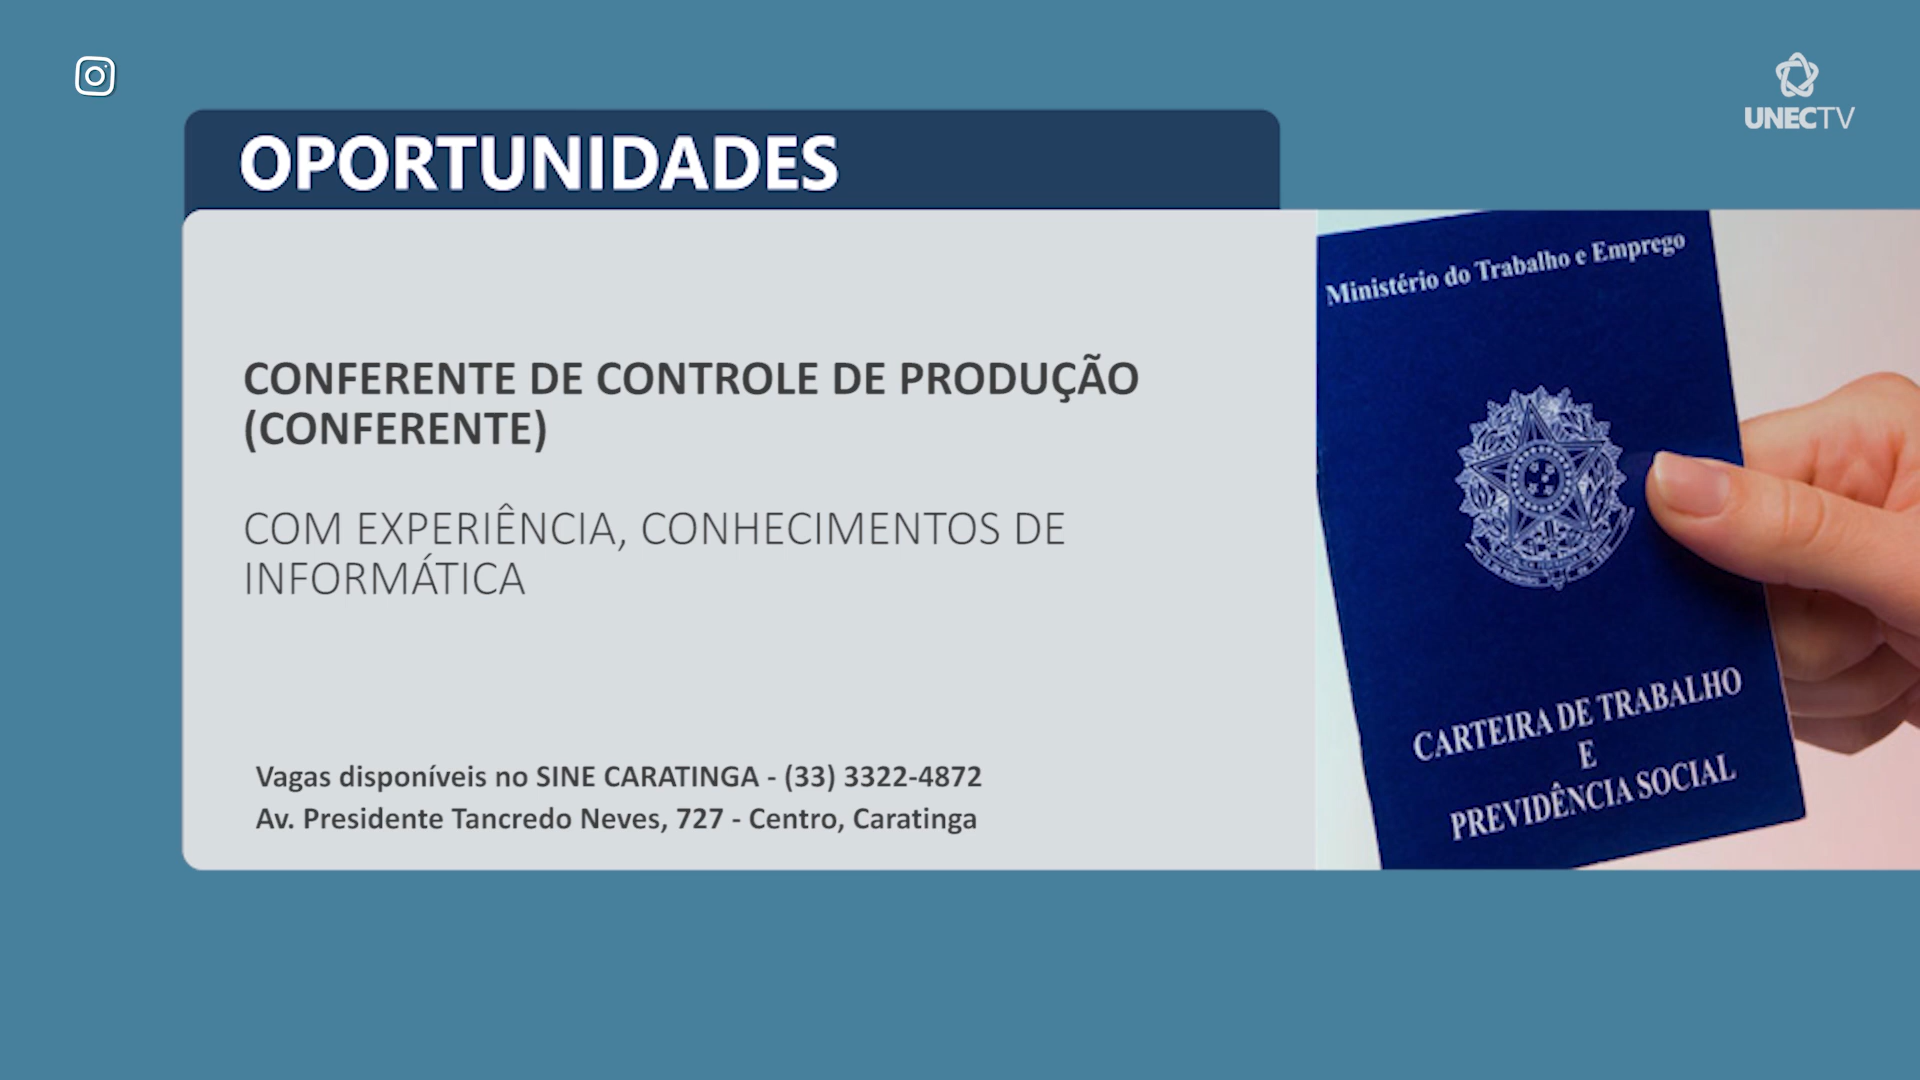 UNECTV
OPORTUNIDADES
CONFERENTE DE CONTROLE DE PRODUÇÃO
(CONFERENTE)
COM EXPERIÊNCIA, CONHECIMENTOS DE
INFORMÁTICA
Vagas disponíveis no SINE CARATINGA - (33) 3322-4872
Av. Presidente Tancredo Neves, 727 - Centro, Caratinga
Ministério do Trabalho e Emprego
CARTEIRA DE TRABALHO
E
PREVIDÊNCIA SOCIAL